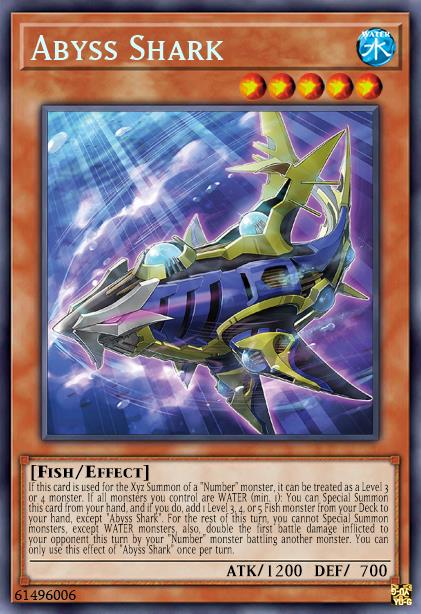 ABYSS SHARK
WATER
水
[FISH/EFFECT]
If this card is used for the Xyz Summon of a "Number" monster, it can be treated as a Level 3
or 4 monster. If all monsters you control are WATER (min. 1): You can Special Summon
this card from your hand, and if you do, add 1 Level 3, 4, or 5 Fish monster from your Deck to
your hand, except "Abyss Shark". For the rest of this turn, you cannot Special Summon
monsters, except WATER monsters, also, double the first battle damage inflicted to
your opponent this turn by your "Number" monster battling another monster. You can
only use this effect of "Abyss Shark" once per turn.
ATK/1200 DEF/ 700
61496006